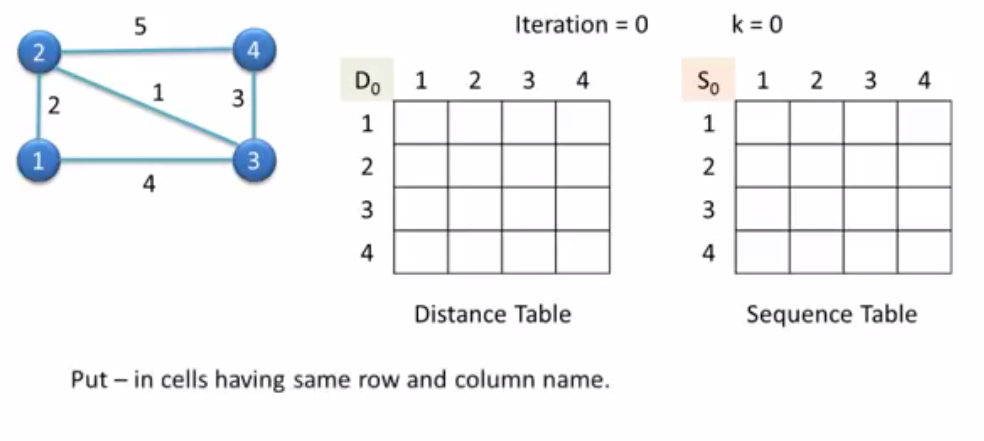 Iteration = 0 k = 0
5
2 4
2 1 3
1 3
4
D₀ 1 2 3 4
1
2
3
4
Distance Table
S₀ 1 2 3 4
1
2
3
4
Sequence Table
Put – in cells having same row and column name.